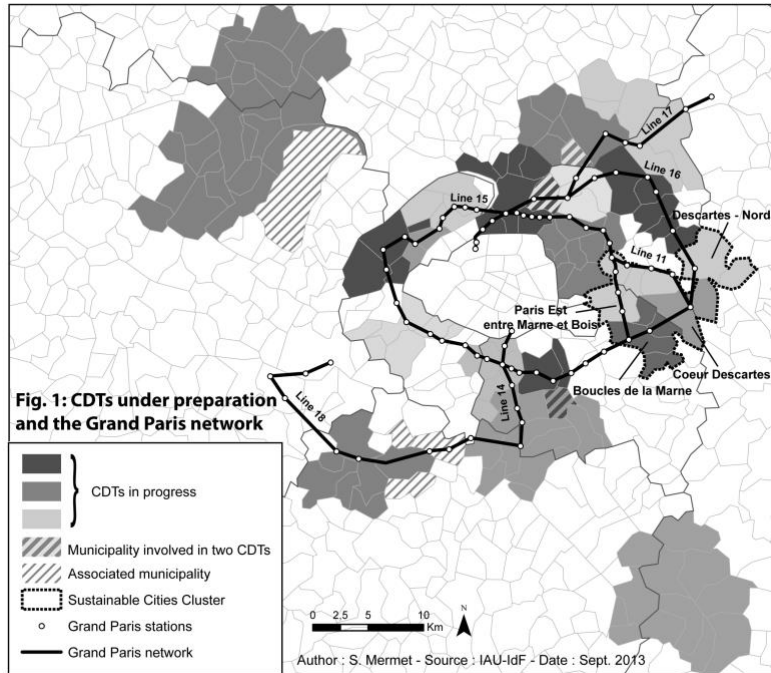 Line 17
Line 16
Line 15
Descartes - Nord
Line 11
Paris Est
entre Marne et Bois
Coeur Descartes
Boucles de la Marne
Line 14
Line 18
Fig. 1: CDTs under preparation
and the Grand Paris network
CDTs in progress
Municipality involved in two CDTs
Associated municipality
Sustainable Cities Cluster
Grand Paris stations
Grand Paris network
0 2,5 5 10
Km
N
Author : S. Mermet - Source : IAU-IdF - Date : Sept. 2013